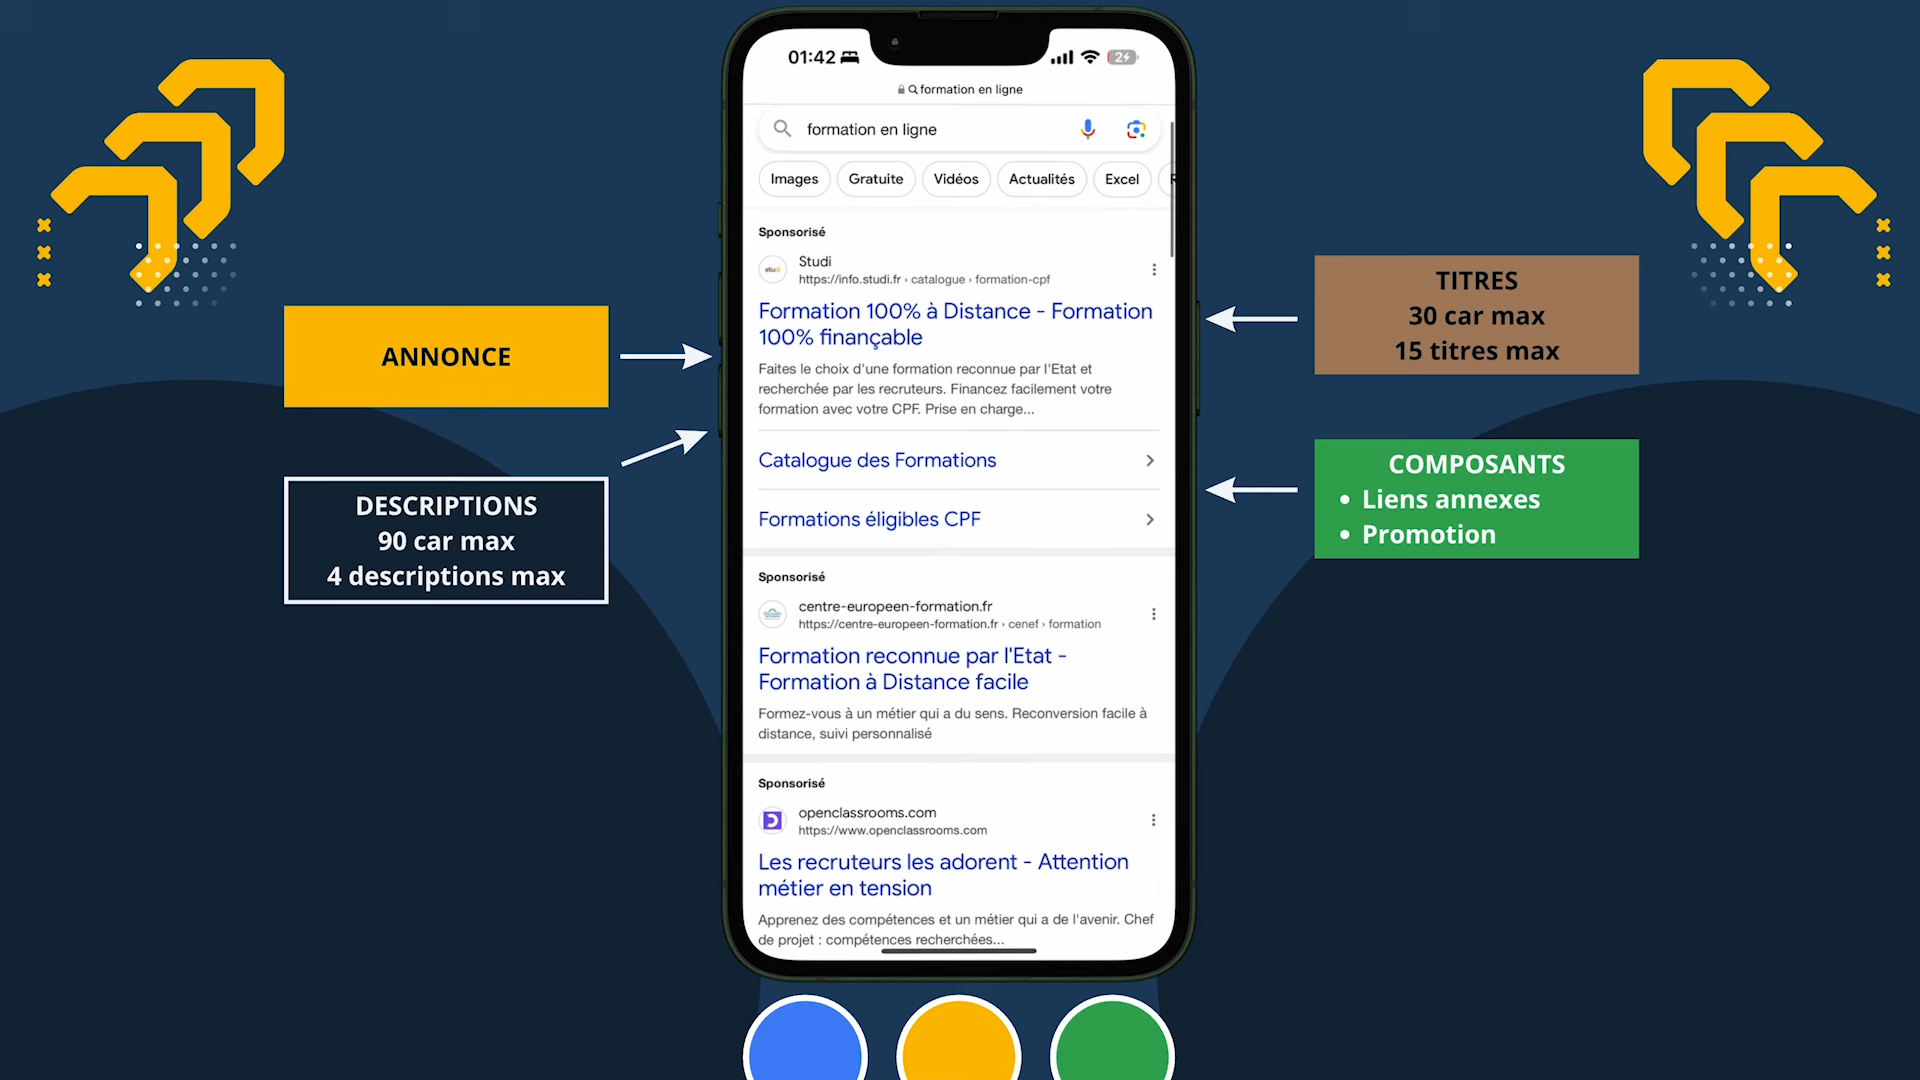 01:42
2
formation en ligne
formation en ligne
Images
Gratuite
Vidéos
Actualités
Excel
Sponsorisé
studi
Studi
https://info.studi.fr › catalogue › formation-cpf
Formation 100% à Distance - Formation
100% finançable
Faites le choix d'une formation reconnue par l'Etat et
recherchée par les recruteurs. Financez facilement votre
formation avec votre CPF. Prise en charge...
Catalogue des Formations
Formations éligibles CPF
Sponsorisé
centre-europeen-formation.fr
https://centre-europeen-formation.fr › cenef › formation
Formation reconnue par l'Etat -
Formation à Distance facile
Formez-vous à un métier qui a du sens. Reconversion facile à
distance, suivi personnalisé
Sponsorisé
openclassrooms.com
https://www.openclassrooms.com
Les recruteurs les adorent - Attention
métier en tension
Apprenez des compétences et un métier qui a de l'avenir. Chef
de projet : compétences recherchées...
ANNONCE
DESCRIPTIONS
90 car max
4 descriptions max
TITRES
30 car max
15 titres max
COMPOSANTS
• Liens annexes
• Promotion